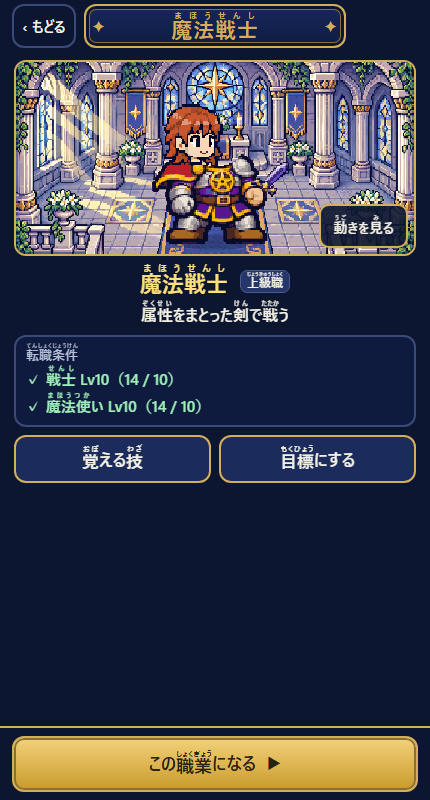 ‹ もどる
まほうせんし
魔法戦士
うご み
動きを見る
まほうせんし
魔法戦士
じょうきゅうしょく
上級職
ぞくせい けん たたか
属性をまとった剣で戦う
てんしょくじょうけん
転職条件
せんし
✓ 戦士 Lv10（14 / 10）
まほうつか
✓ 魔法使い Lv10（14 / 10）
おぼ わざ
覚える技
もくひょう
目標にする
しょくぎょう
この職業になる ▶